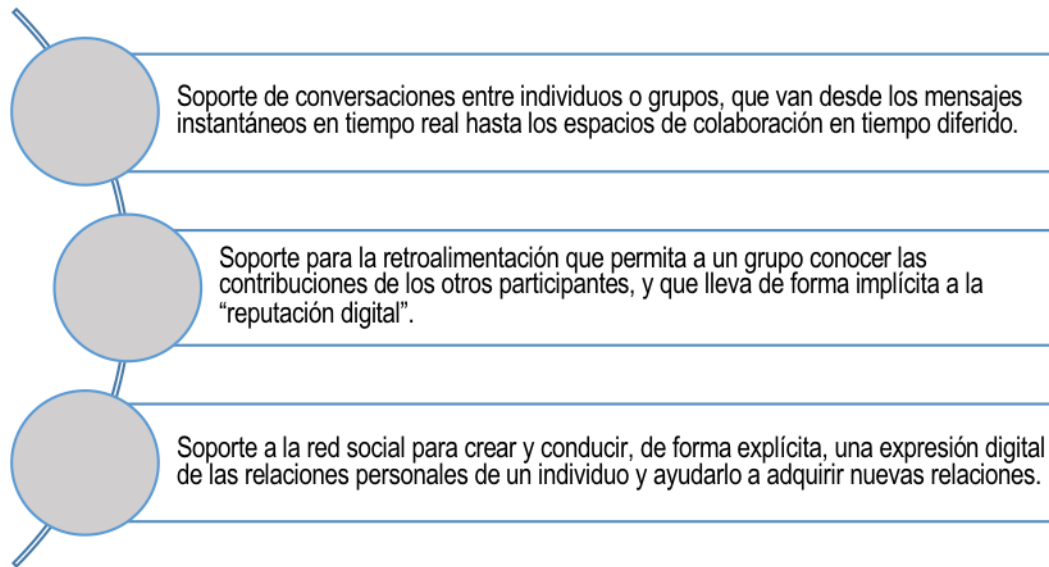 Soporte de conversaciones entre individuos o grupos, que van desde los mensajes
instantáneos en tiempo real hasta los espacios de colaboración en tiempo diferido.
Soporte para la retroalimentación que permita a un grupo conocer las
contribuciones de los otros participantes, y que lleva de forma implícita a la
“reputación digital”.
Soporte a la red social para crear y conducir, de forma explícita, una expresión digital
de las relaciones personales de un individuo y ayudarlo a adquirir nuevas relaciones.